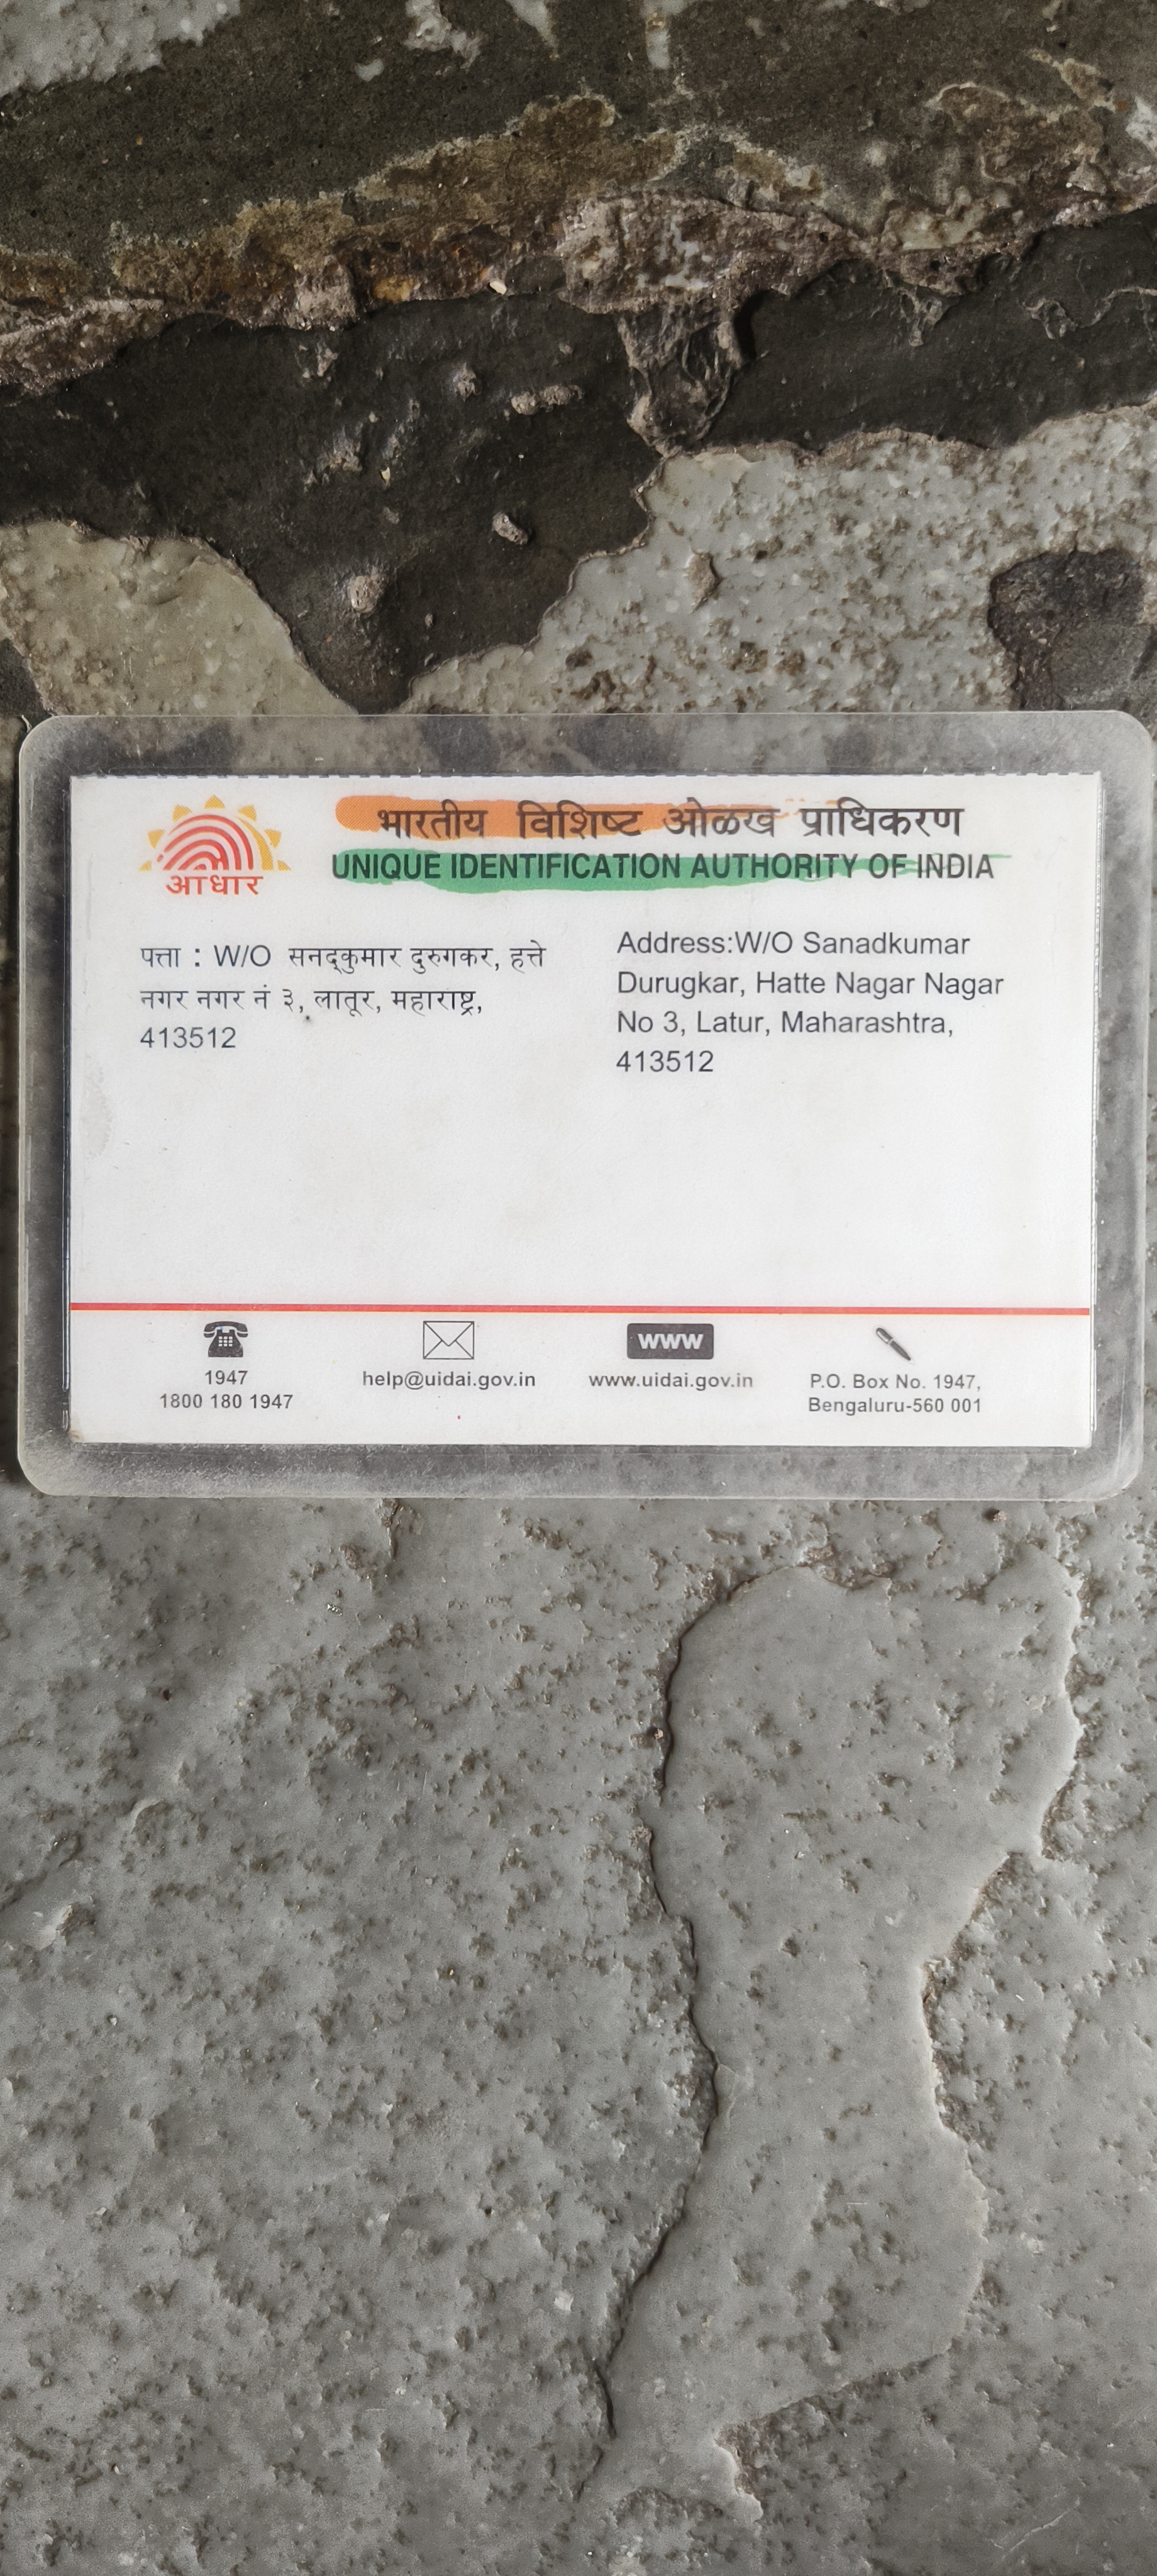 भारतीय विशिष्ट ओळख प्राधिकरण
UNIQUE IDENTIFICATION AUTHORITY OF INDIA
आधार
पत्ता : W/O सनद्कुमार दुरुगकर, हत्ते
नगर नगर नं ३, लातूर, महाराष्ट्र,
413512
Address:W/O Sanadkumar
Durugkar, Hatte Nagar Nagar
No 3, Latur, Maharashtra,
413512
1947
1800 180 1947
help@uidai.gov.in
www
www.uidai.gov.in
P.O. Box No. 1947,
Bengaluru-560 001